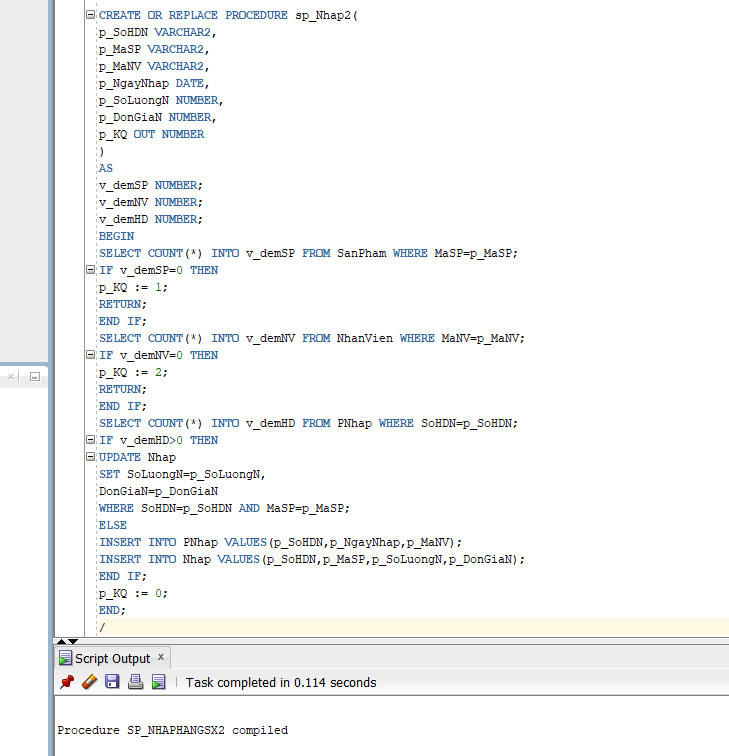 CREATE OR REPLACE PROCEDURE sp_Nhap2(
p_SoHDN VARCHAR2,
p_MaSP VARCHAR2,
p_MaNV VARCHAR2,
p_NgayNhap DATE,
p_SoLuongN NUMBER,
p_DonGiaN NUMBER,
p_KQ OUT NUMBER
)
AS
v_demSP NUMBER;
v_demNV NUMBER;
v_demHD NUMBER;
BEGIN
SELECT COUNT(*) INTO v_demSP FROM SanPham WHERE MaSP=p_MaSP;
IF v_demSP=0 THEN
p_KQ := 1;
RETURN;
END IF;
SELECT COUNT(*) INTO v_demNV FROM NhanVien WHERE MaNV=p_MaNV;
IF v_demNV=0 THEN
p_KQ := 2;
RETURN;
END IF;
SELECT COUNT(*) INTO v_demHD FROM PNhap WHERE SoHDN=p_SoHDN;
IF v_demHD>0 THEN
UPDATE Nhap
SET SoLuongN=p_SoLuongN,
DonGiaN=p_DonGiaN
WHERE SoHDN=p_SoHDN AND MaSP=p_MaSP;
ELSE
INSERT INTO PNhap VALUES(p_SoHDN,p_NgayNhap,p_MaNV);
INSERT INTO Nhap VALUES(p_SoHDN,p_MaSP,p_SoLuongN,p_DonGiaN);
END IF;
p_KQ := 0;
END;
/
Script Output x
Task completed in 0.114 seconds
Procedure SP_NHAPHANGSX2 compiled